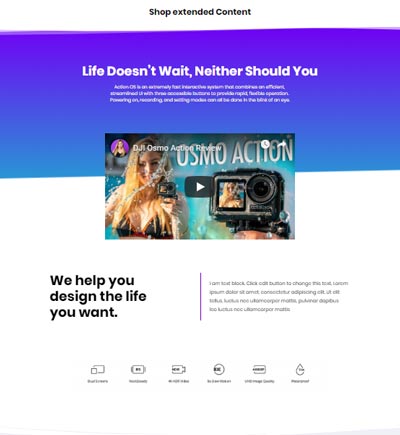 Shop extended Content
Life Doesn't Wait, Neither Should You
Action OS is an extremely fast interactive system that combines an efficient,
streamlined UI with three accessible buttons to provide rapid, flexible operation.
Powering on, recording, and setting modes can all be done in the blink of an eye.
DJI Osmo Action Review
OSMO ACTION
We help you
design the life
you want.
I am text block. Click edit button to change this text. Lorem
ipsum dolor sit amet, consectetur adipiscing elit. Ut elit
tellus, luctus nec ullamcorper mattis, pulvinar dapibus
leo.luctus nec ullamcorper mattis
Dual Screens
RockSteady
4K HDR Video
8x Slow Motion
UHD Image Quality
Waterproof